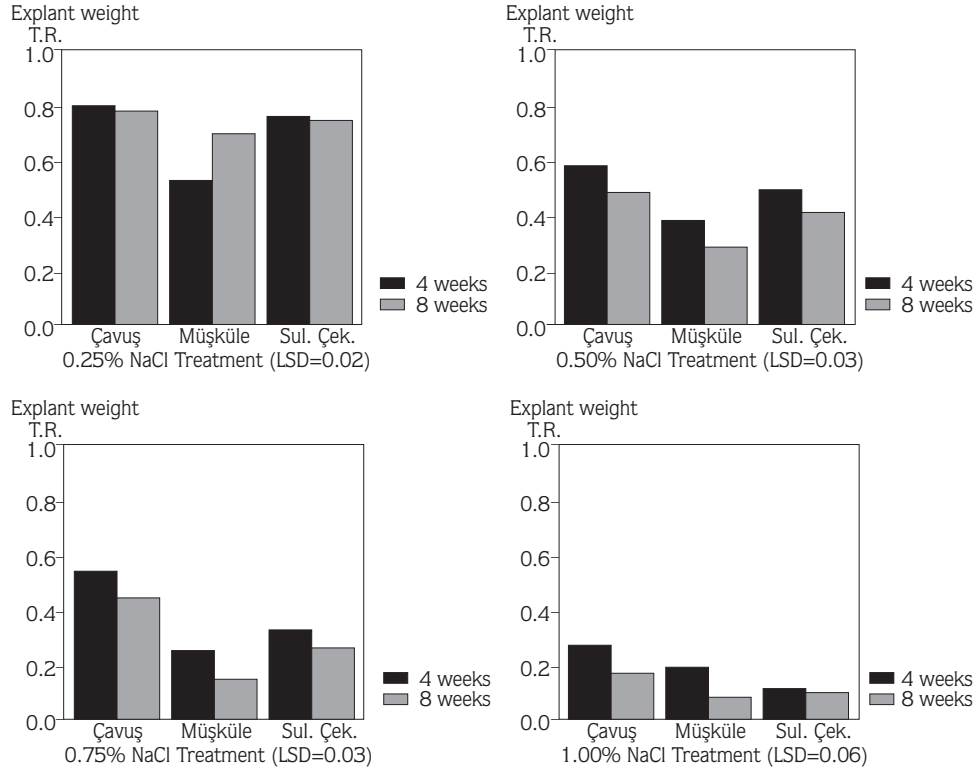 Explant weight
T.R.
1.0
0.8
0.6
0.4
0.2
0.0
Çavuş Müşküle Sul. Çek.
0.25% NaCl Treatment (LSD=0.02)
4 weeks
8 weeks
Explant weight
T.R.
1.0
0.8
0.6
0.4
0.2
0.0
Çavuş Müşküle Sul. Çek.
0.50% NaCl Treatment (LSD=0.03)
4 weeks
8 weeks
Explant weight
T.R.
1.0
0.8
0.6
0.4
0.2
0.0
Çavuş Müşküle Sul. Çek.
0.75% NaCl Treatment (LSD=0.03)
4 weeks
8 weeks
Explant weight
T.R.
1.0
0.8
0.6
0.4
0.2
0.0
Çavuş Müşküle Sul. Çek.
1.00% NaCl Treatment (LSD=0.06)
4 weeks
8 weeks